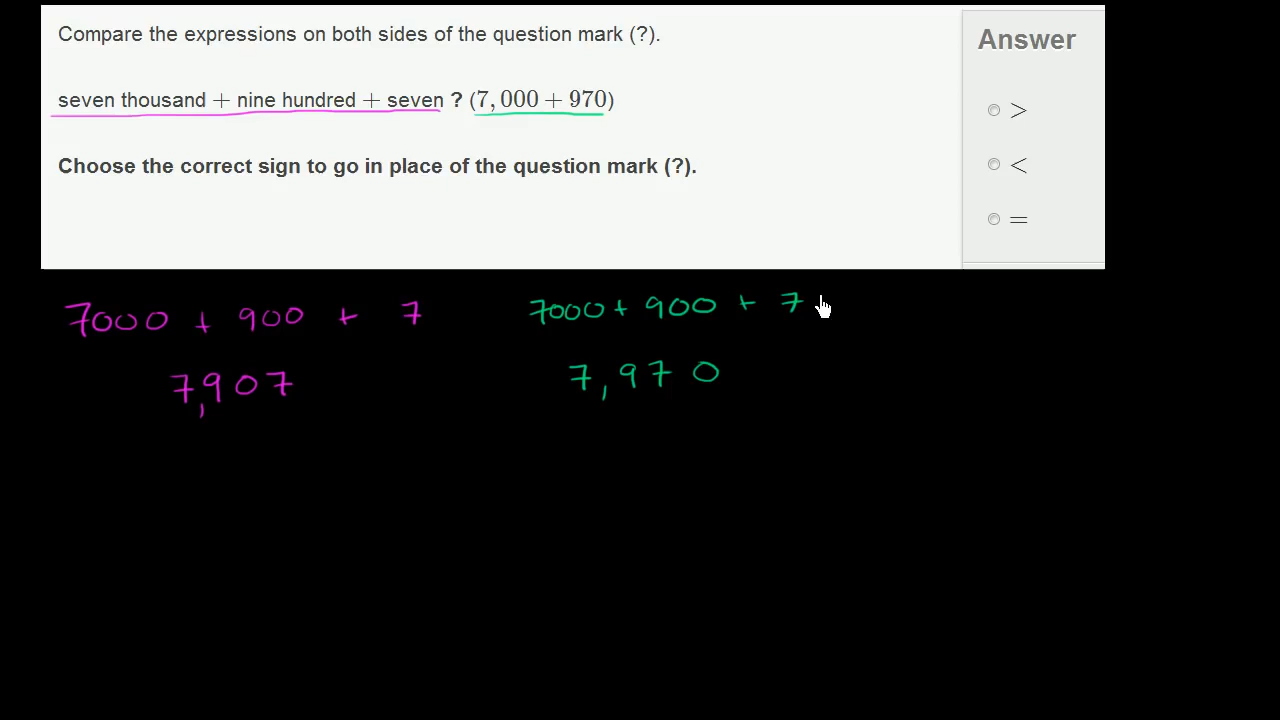 Compare the expressions on both sides of the question mark (?).
Answer
seven thousand + nine hundred + seven ? (7,000 + 970)
>
Choose the correct sign to go in place of the question mark (?).
<
=
7000 + 900 + 7
7000 + 900 + 7
7,907
7,970